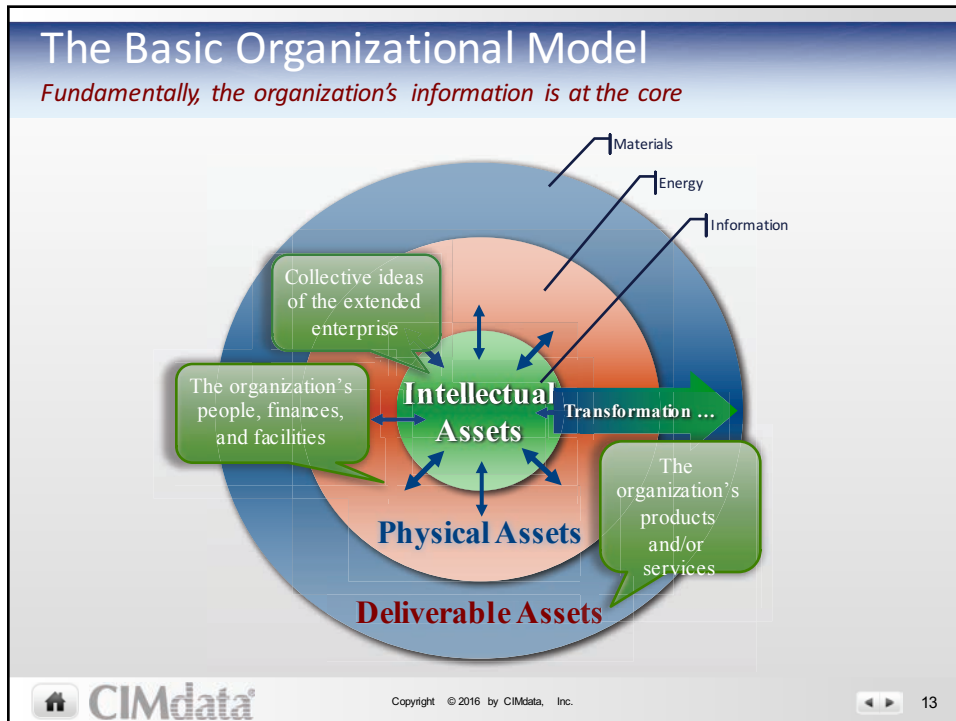 The Basic Organizational Model
Fundamentally, the organization's information is at the core
Materials
Energy
Information
Collective ideas
of the extended
enterprise
The organization's
people, finances,
and facilities
Intellectual
Assets
Transformation ...
The
organization's
products
and/or
services
Physical Assets
Deliverable Assets
CIMdata®
Copyright © 2016 by CIMdata, Inc.
13